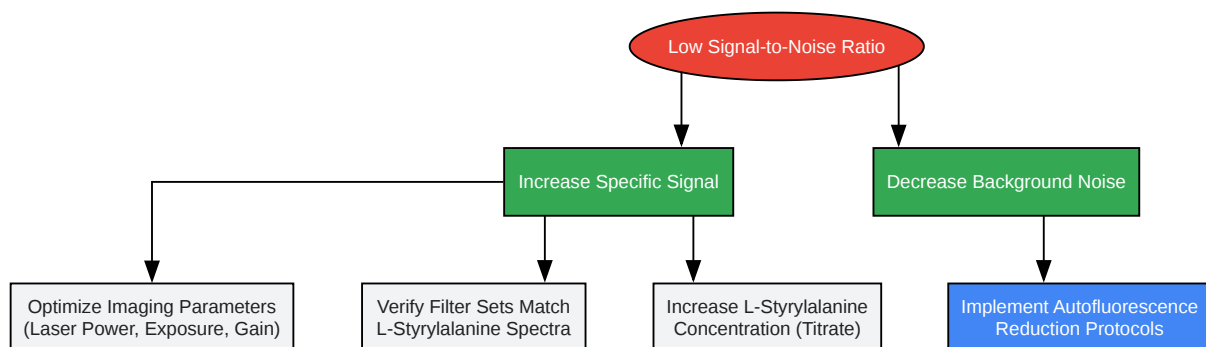 Low Signal-to-Noise Ratio
Increase Specific Signal
Decrease Background Noise
Optimize Imaging Parameters
(Laser Power, Exposure, Gain)
Verify Filter Sets Match
L-Styrylalanine Spectra
Increase L-Styrylalanine
Concentration (Titrate)
Implement Autofluorescence
Reduction Protocols